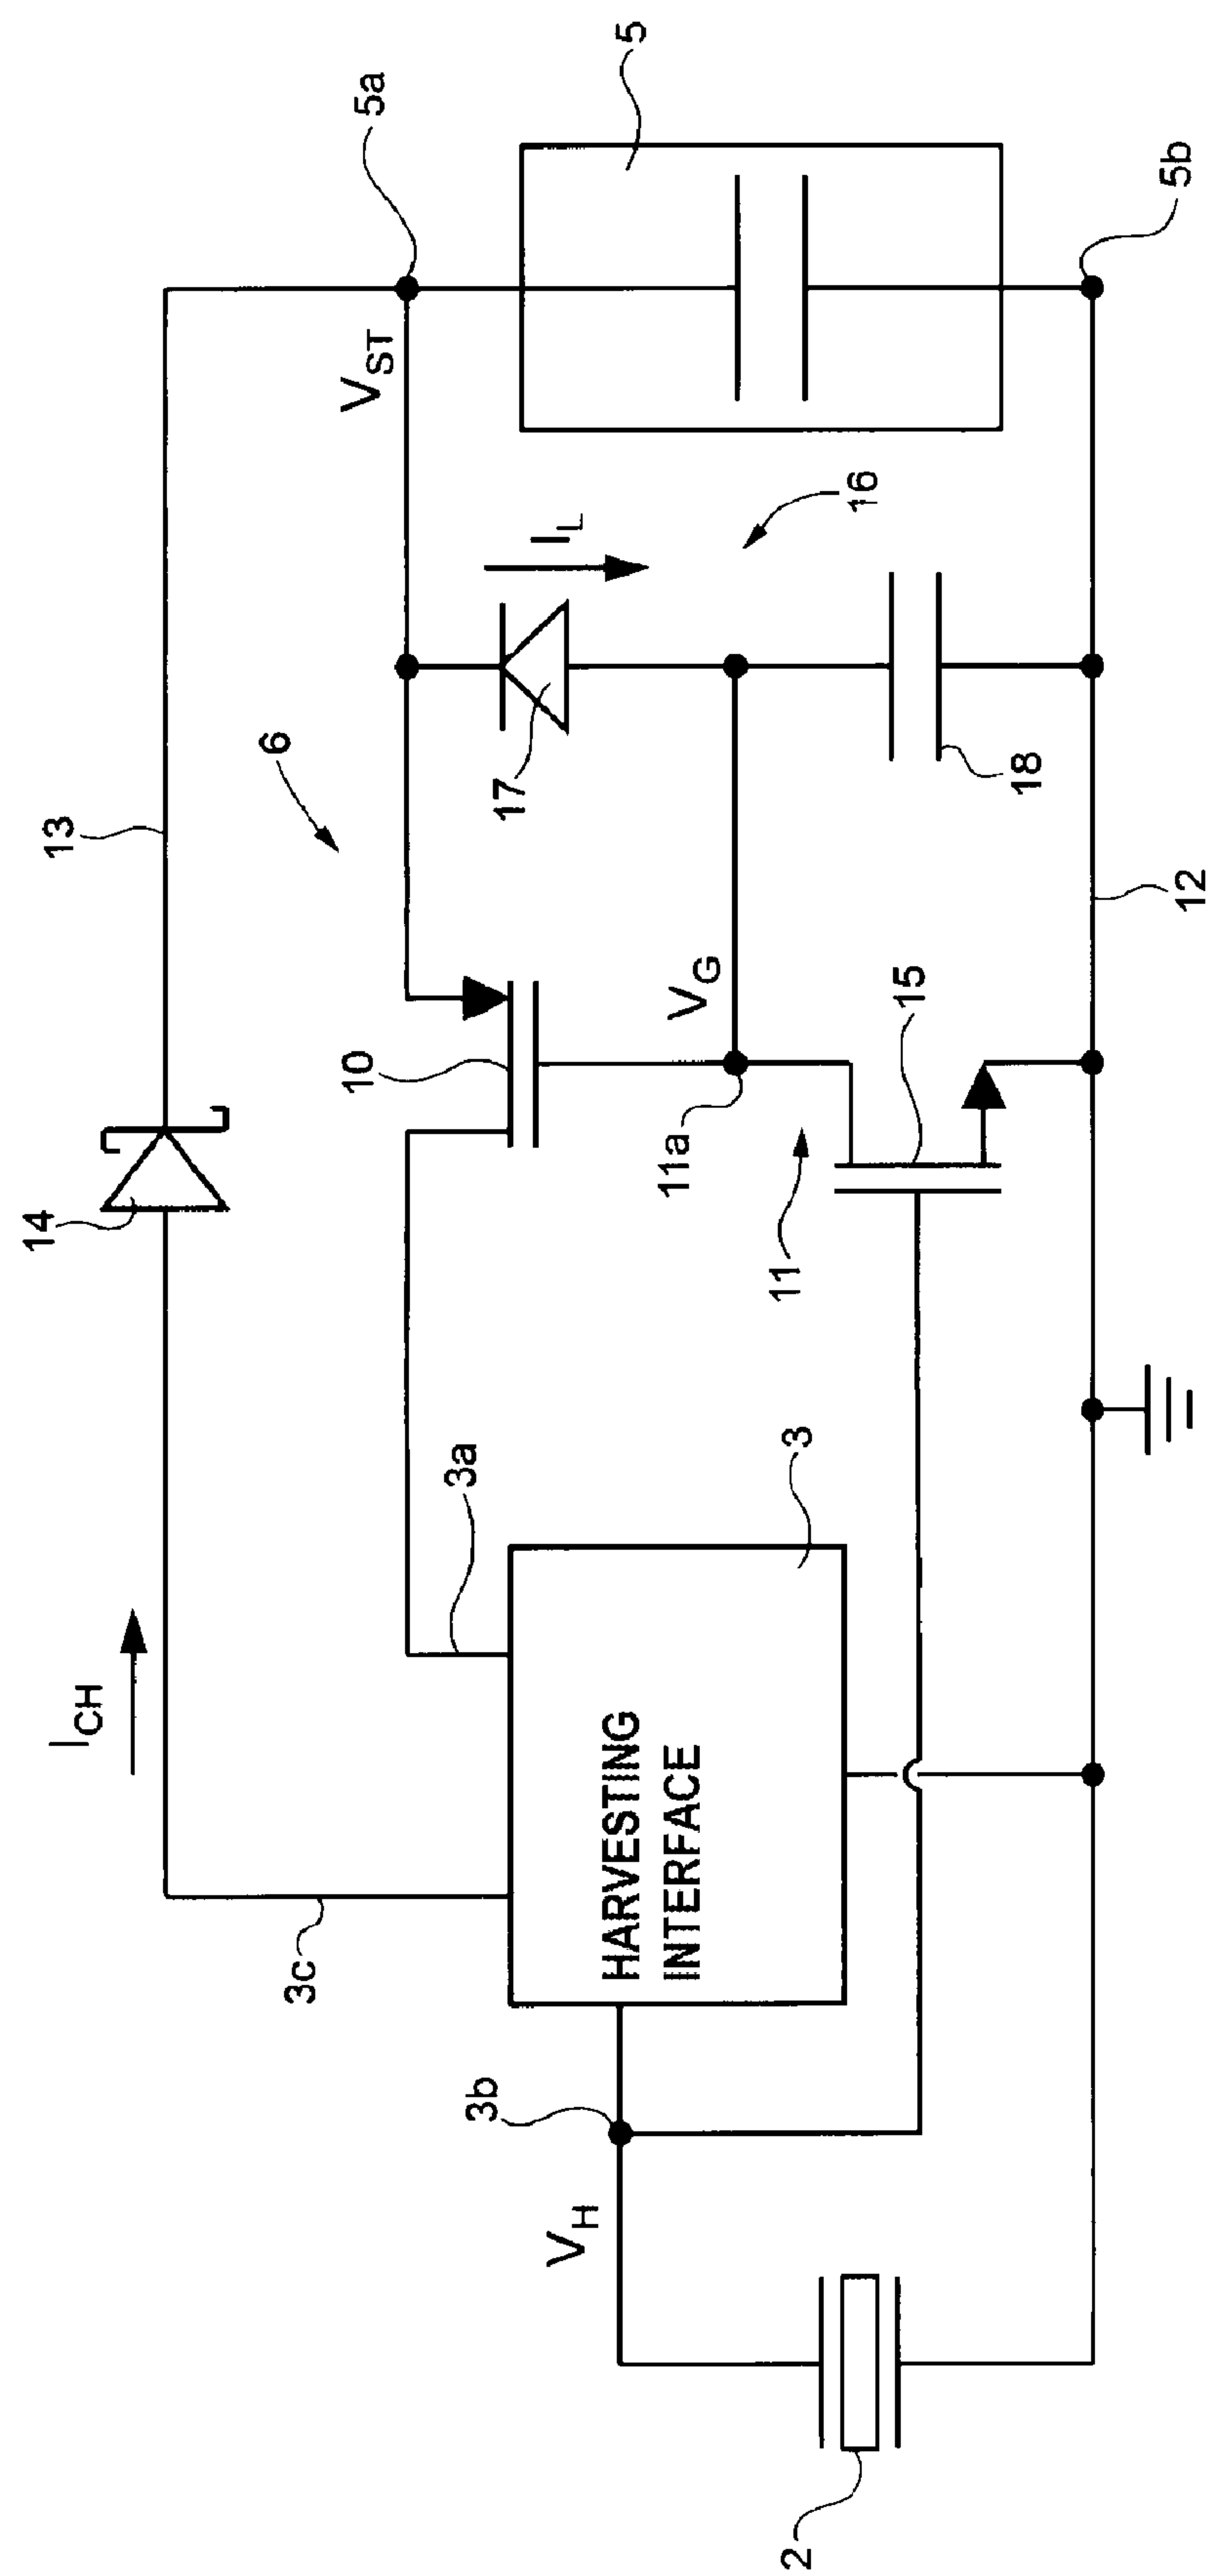 13
14
I_CH
3c
6
V_ST
5a
5
10
3a
17
I_L
16
V_G
11a
11
15
18
12
5b
HARVESTING
INTERFACE
3
3b
V_H
2